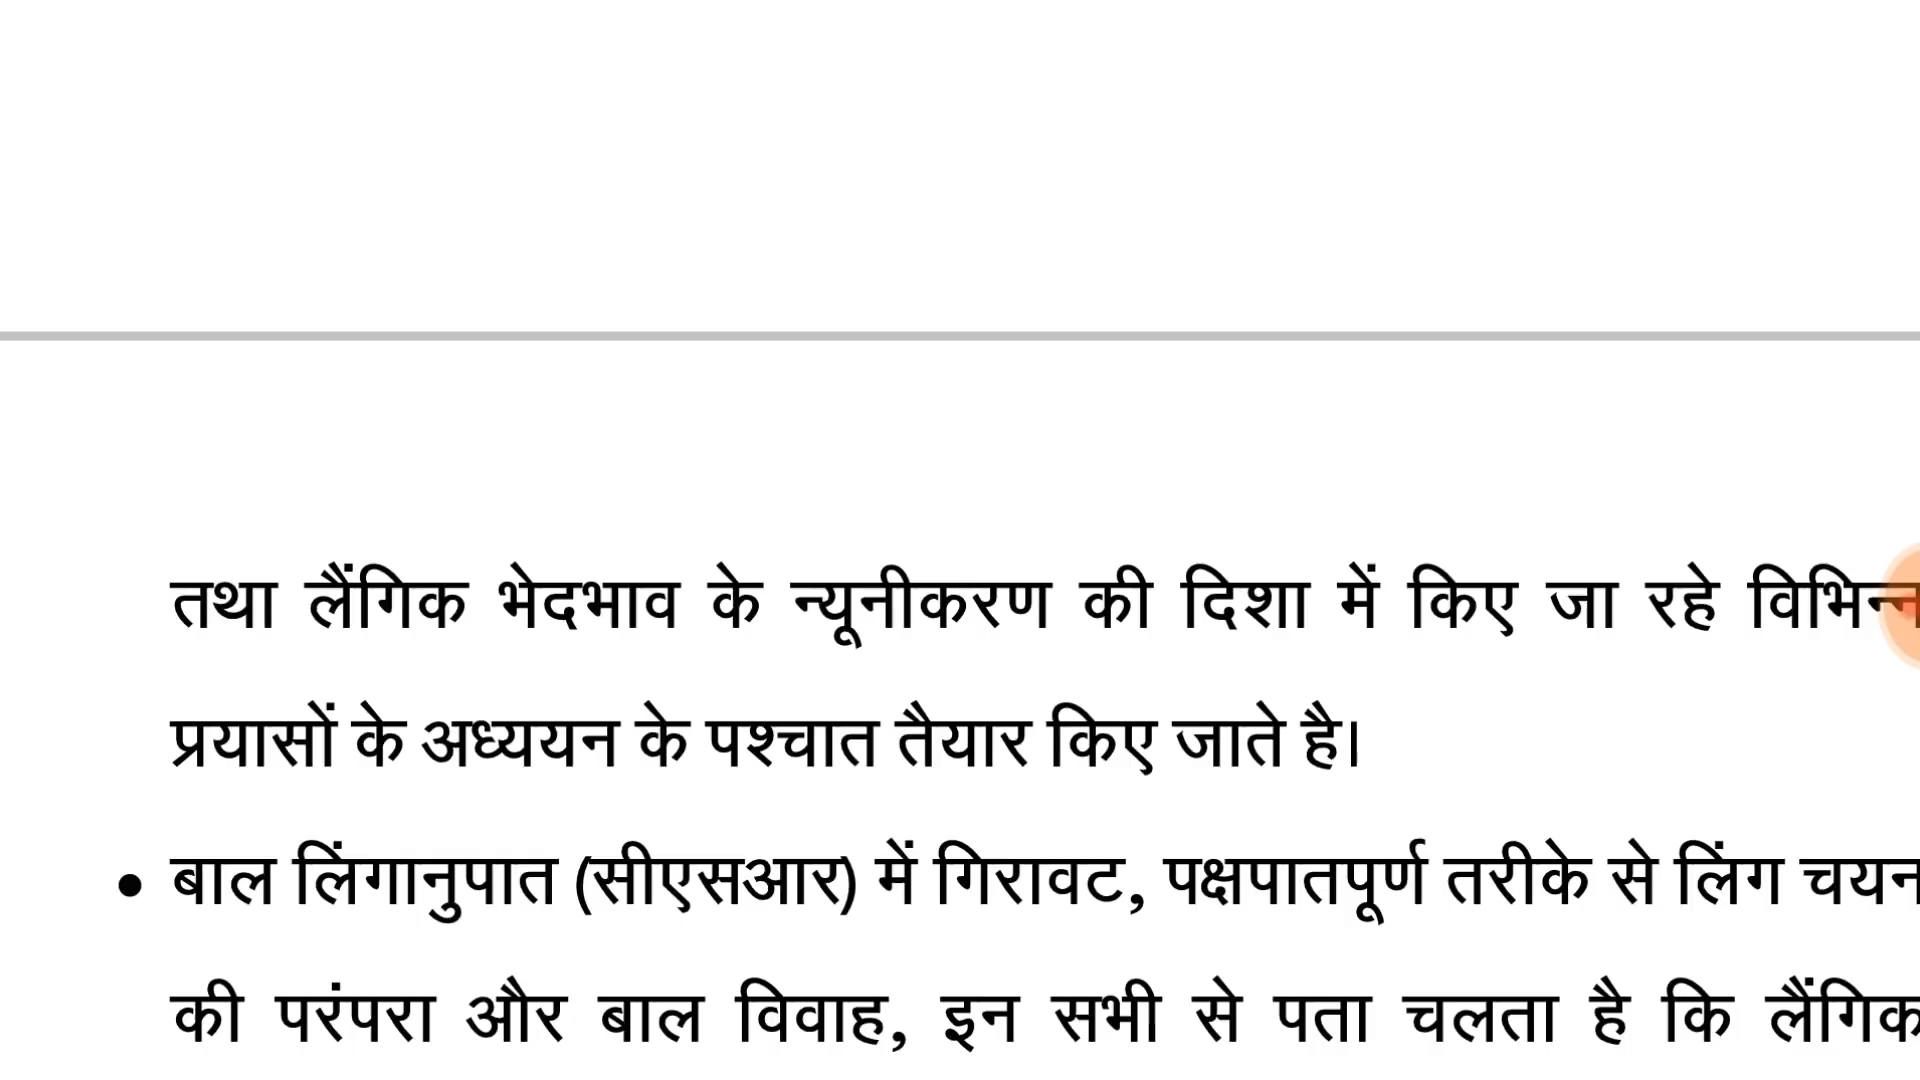 तथा लैंगिक भेदभाव के न्यूनीकरण की दिशा में किए जा रहे विभिन्न
प्रयासों के अध्ययन के पश्चात तैयार किए जाते है।
• बाल लिंगानुपात (सीएसआर) में गिरावट, पक्षपातपूर्ण तरीके से लिंग चयन
की परंपरा और बाल विवाह, इन सभी से पता चलता है कि लैंगिक